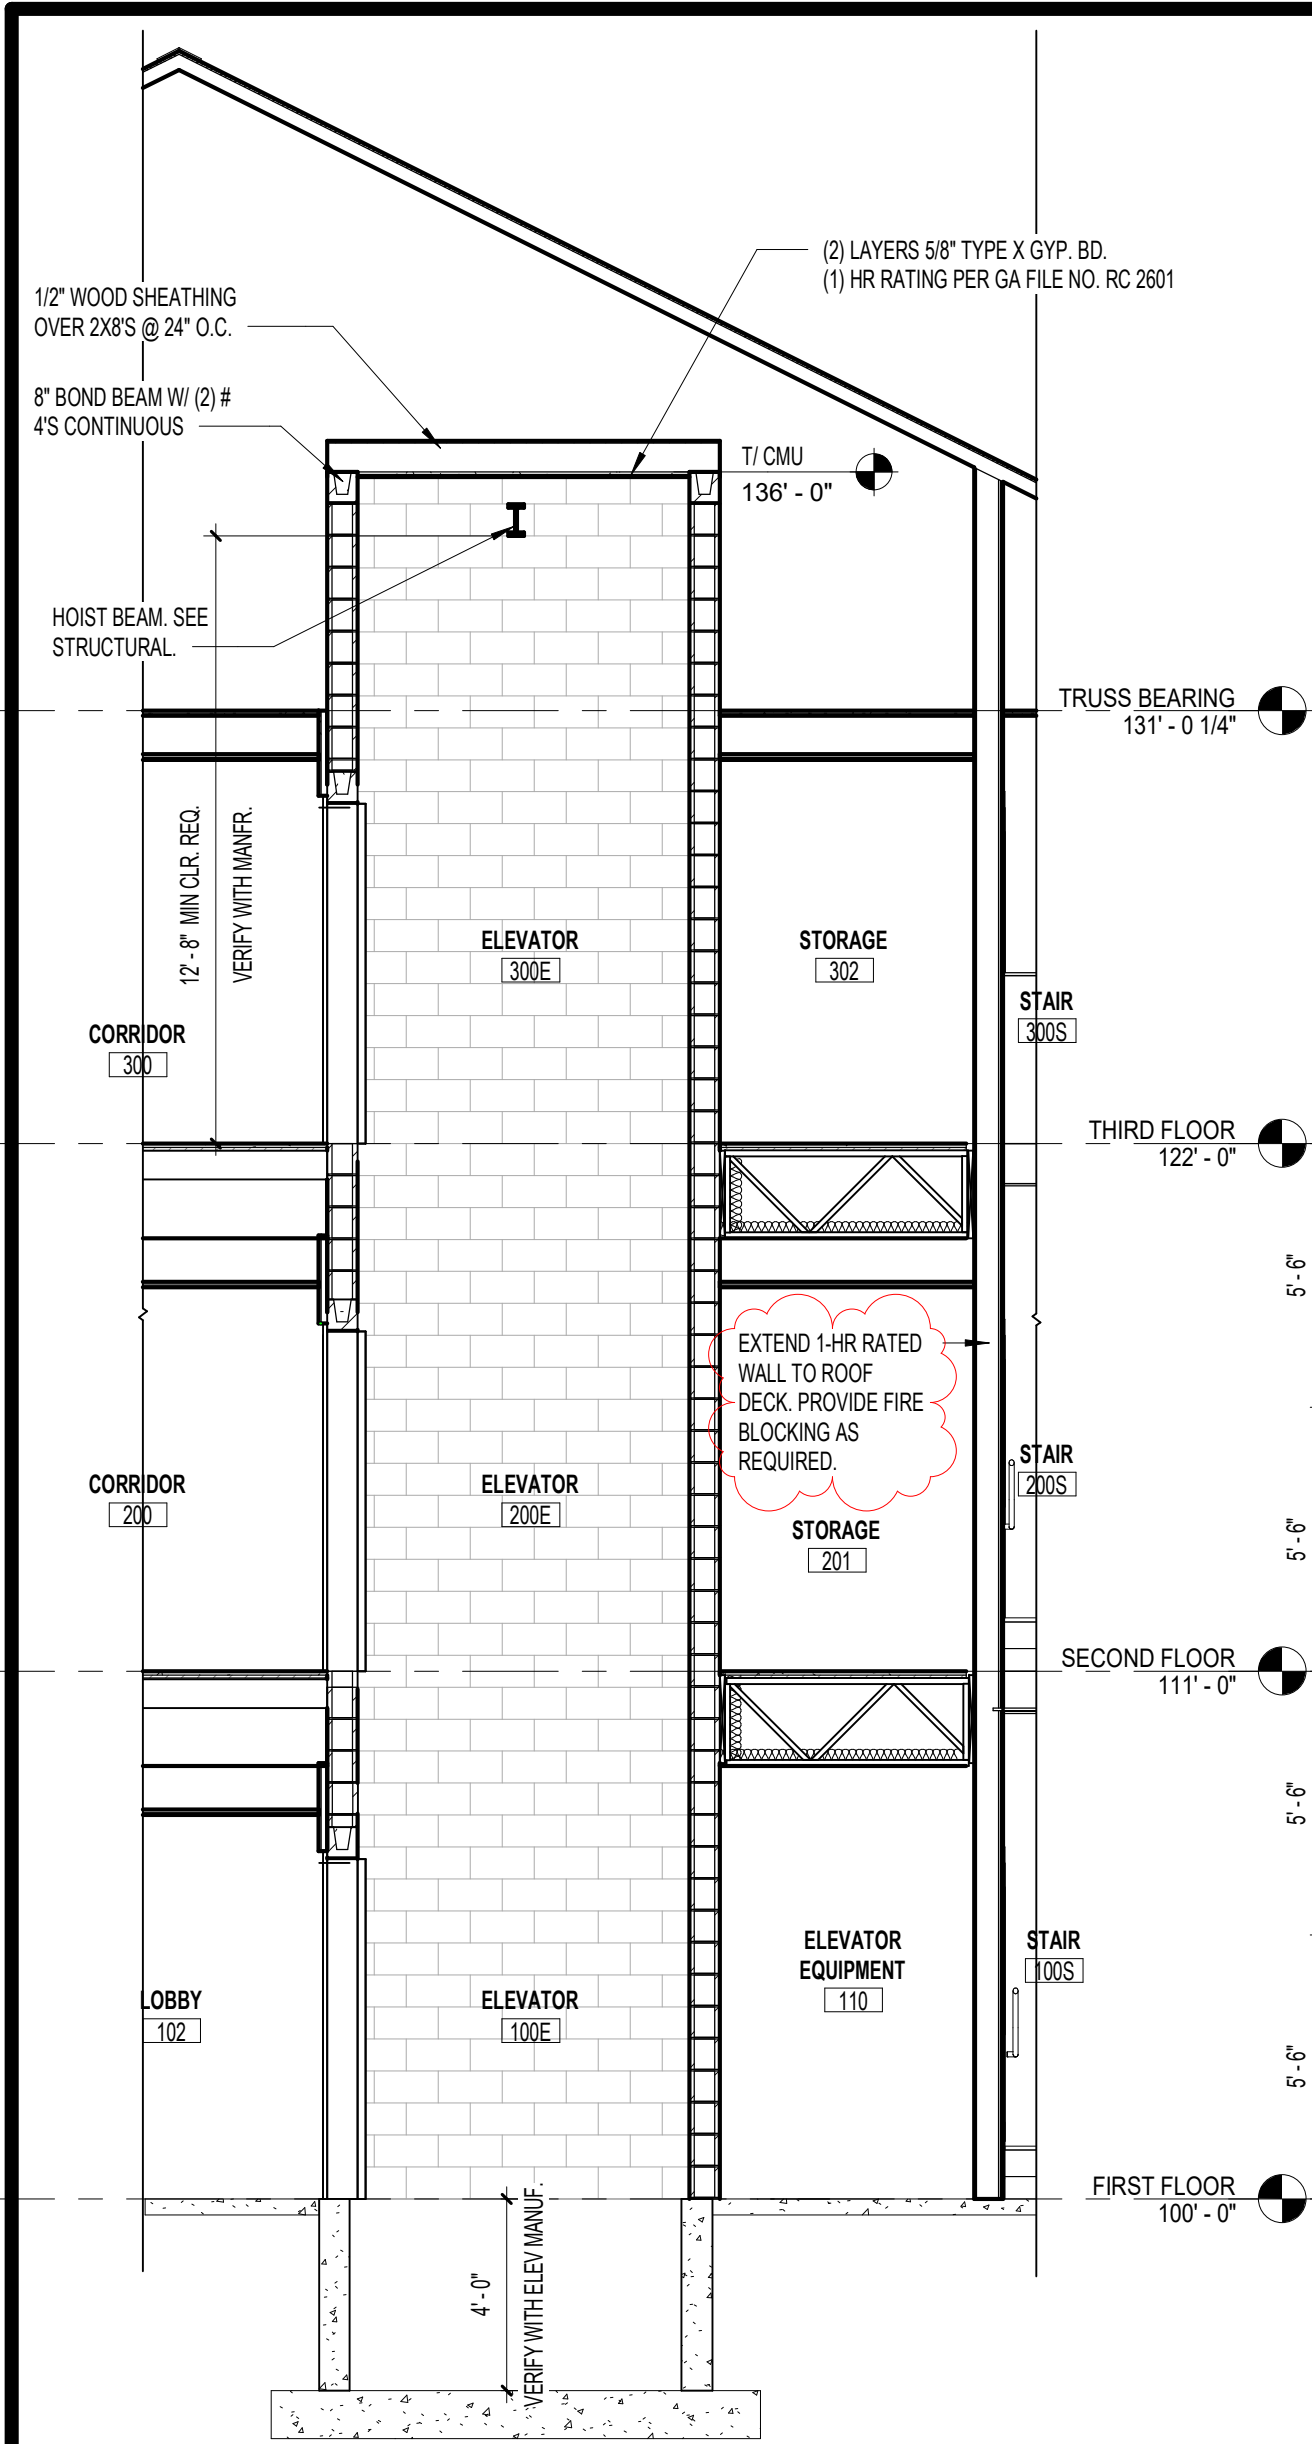 (2) LAYERS 5/8" TYPE X GYP. BD.
(1) HR RATING PER GA FILE NO. RC 2601
1/2" WOOD SHEATHING
OVER 2X8'S @ 24" O.C.
8" BOND BEAM W/ (2) #
4'S CONTINUOUS
T/ CMU
136' - 0"
HOIST BEAM. SEE
STRUCTURAL.
TRUSS BEARING
131' - 0 1/4"
12' - 8" MIN CLR. REQ.
VERIFY WITH MANFR.
ELEVATOR
300E
STORAGE
302
STAIR
300S
CORRIDOR
300
THIRD FLOOR
122' - 0"
5' - 6"
EXTEND 1-HR RATED
WALL TO ROOF
DECK. PROVIDE FIRE
BLOCKING AS
REQUIRED.
CORRIDOR
200
ELEVATOR
200E
STORAGE
201
STAIR
200S
5' - 6"
SECOND FLOOR
111' - 0"
5' - 6"
LOBBY
102
ELEVATOR
100E
ELEVATOR
EQUIPMENT
110
STAIR
100S
5' - 6"
FIRST FLOOR
100' - 0"
4' - 0"
VERIFY WITH ELEV MANUF.